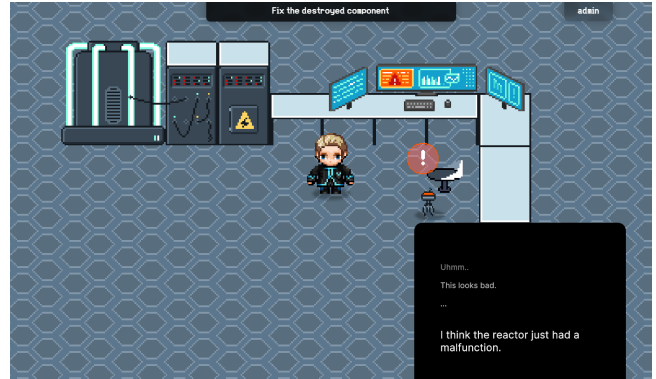 Fix the destroyed component
admin
Uhmm..
This looks bad.
...
I think the reactor just had a
malfunction.